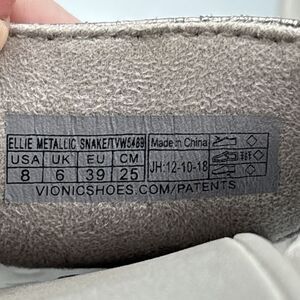 ELLIE METALLIC SNAKE/TVW5469
Made in China
USA UK EU CM
8 6 39 25
JH:12-10-18
VIONICSHOES.COM/PATENTS